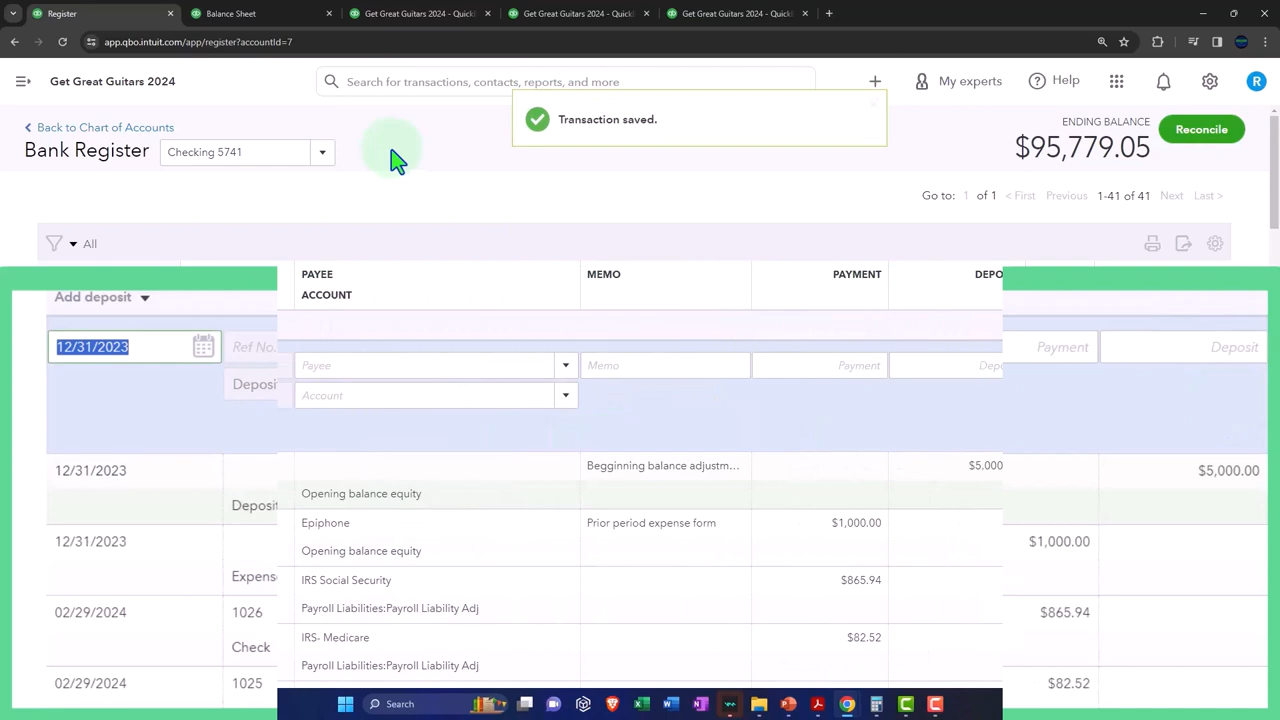 Register
Balance Sheet
Get Great Guitars 2024 - QuickB
Get Great Guitars 2024 - QuickB
Get Great Guitars 2024 - QuickB
app.qbo.intuit.com/app/register?accountId=7
Get Great Guitars 2024
Search for transactions, contacts, reports, and more
My experts
Help
R
Transaction saved.
Back to Chart of Accounts
Bank Register
Checking 5741
ENDING BALANCE
$95,779.05
Reconcile
Go to: 1 of 1 < First Previous 1-41 of 41 Next Last >
All
PAYEE MEMO PAYMENT DEPO
ACCOUNT
Add deposit
12/31/2023 Ref No. Payee Memo Payment Depo Payment Deposit
Deposi Account
12/31/2023 Begginning balance adjustm... $5,000 $5,000.00
Deposit Opening balance equity
12/31/2023 Epiphone Prior period expense form $1,000.00 $1,000.00
Expens Opening balance equity
02/29/2024 1026 IRS Social Security $865.94 $865.94
Check Payroll Liabilities:Payroll Liability Adj
02/29/2024 1025 IRS- Medicare $82.52 $82.52
Payroll Liabilities:Payroll Liability Adj
Search